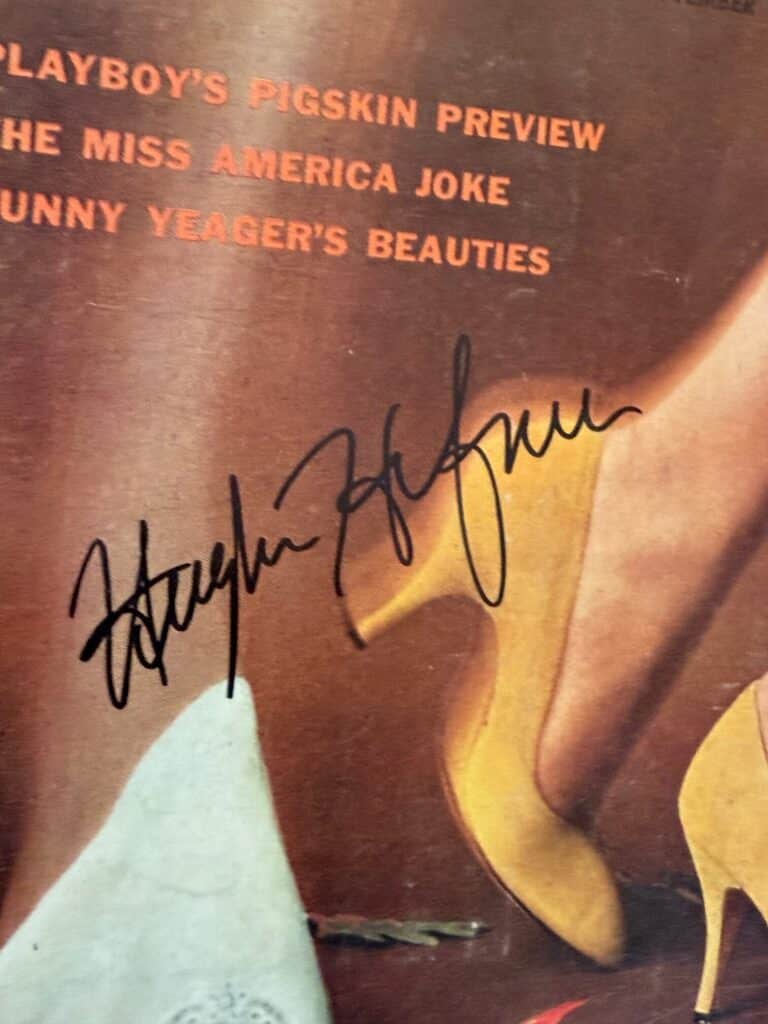 PLAYBOY'S PIGSKIN PREVIEW
HE MISS AMERICA JOKE
UNNY YEAGER'S BEAUTIES
Hugh Hefner